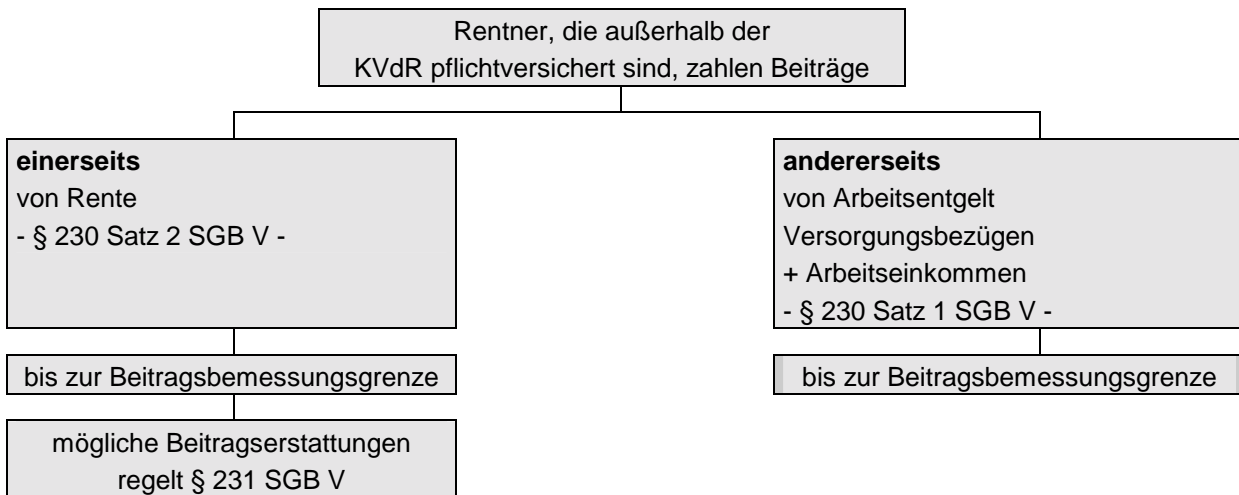 Rentner, die außerhalb der
KVdR pflichtversichert sind, zahlen Beiträge
einerseits
von Rente
- § 230 Satz 2 SGB V -
bis zur Beitragsbemessungsgrenze
mögliche Beitragserstattungen
regelt § 231 SGB V
andererseits
von Arbeitsentgelt
Versorgungsbezügen
+ Arbeitseinkommen
- § 230 Satz 1 SGB V -
bis zur Beitragsbemessungsgrenze